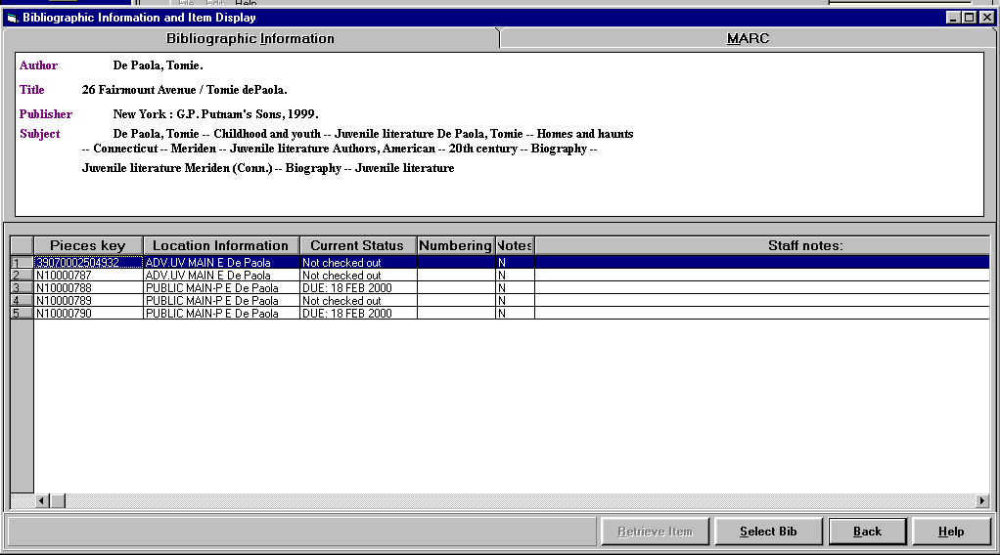 File Edit Help
Bibliographic Information and Item Display
Bibliographic Information MARC
Author De Paola, Tomie.
Title 26 Fairmount Avenue / Tomie dePaola.
Publisher New York : G.P. Putnam's Sons, 1999.
Subject De Paola, Tomie -- Childhood and youth -- Juvenile literature De Paola, Tomie -- Homes and haunts
-- Connecticut -- Meriden -- Juvenile literature Authors, American -- 20th century -- Biography --
Juvenile literature Meriden (Conn.) -- Biography -- Juvenile literature
Pieces key Location Information Current Status Numbering Notes Staff notes:
1 39070002504932 ADV.UV MAIN E De Paola Not checked out N
2 N10000787 ADV.UV MAIN E De Paola Not checked out N
3 N10000788 PUBLIC MAIN-P E De Paola DUE: 18 FEB 2000 N
4 N10000789 PUBLIC MAIN-P E De Paola Not checked out N
5 N10000790 PUBLIC MAIN-P E De Paola DUE: 18 FEB 2000 N
Retrieve Item Select Bib Back Help